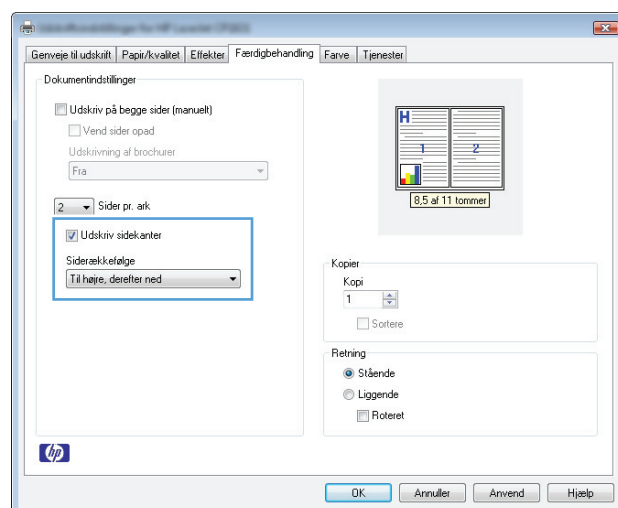 Genveje til udskrift Papir/kvalitet Effekter Færdigbehandling Farve Tjenester
Dokumentindstillinger
Udskriv på begge sider (manuelt)
Vend sider opad
Udskrivning af brochurer
Fra
2 Sider pr. ark
Udskriv sidekanter
Siderækkefølge
Til højre, derefter ned
H
1 2
8,5 af 11 tommer
Kopier
Kopi
1
Sortere
Retning
Stående
Liggende
Roteret
hp
OK Annuller Anvend Hjælp